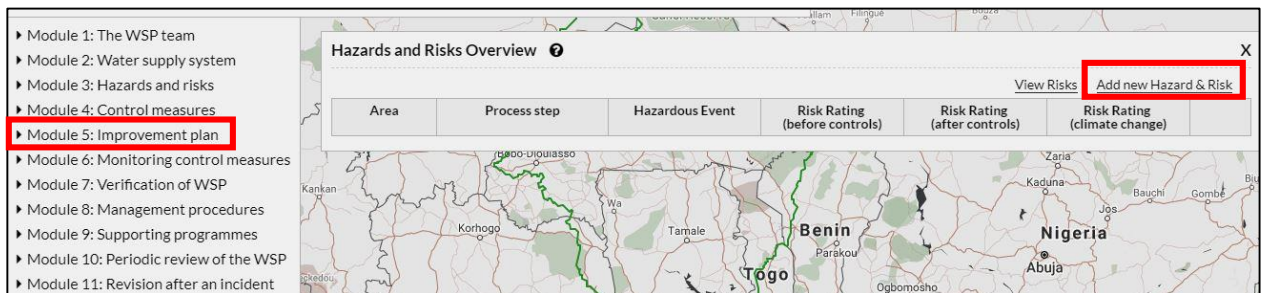 Module 1: The WSP team
Module 2: Water supply system
Module 3: Hazards and risks
Module 4: Control measures
Module 5: Improvement plan
Module 6: Monitoring control measures
Module 7: Verification of WSP
Module 8: Management procedures
Module 9: Supporting programmes
Module 10: Periodic review of the WSP
Module 11: Revision after an incident
Filingué
Hazards and Risks Overview ? X
View Risks Add new Hazard & Risk
Area Process step Hazardous Event Risk Rating (before controls) Risk Rating (after controls) Risk Rating (climate change)
Bobo-Dioulasso
Zaria
Kankan
Kaduna
Bauchi
Gombe
Wa
Jos
Korhogo
Tamale
Benin
Nigeria
Parakou
Togo
Abuja
Ogbomosho